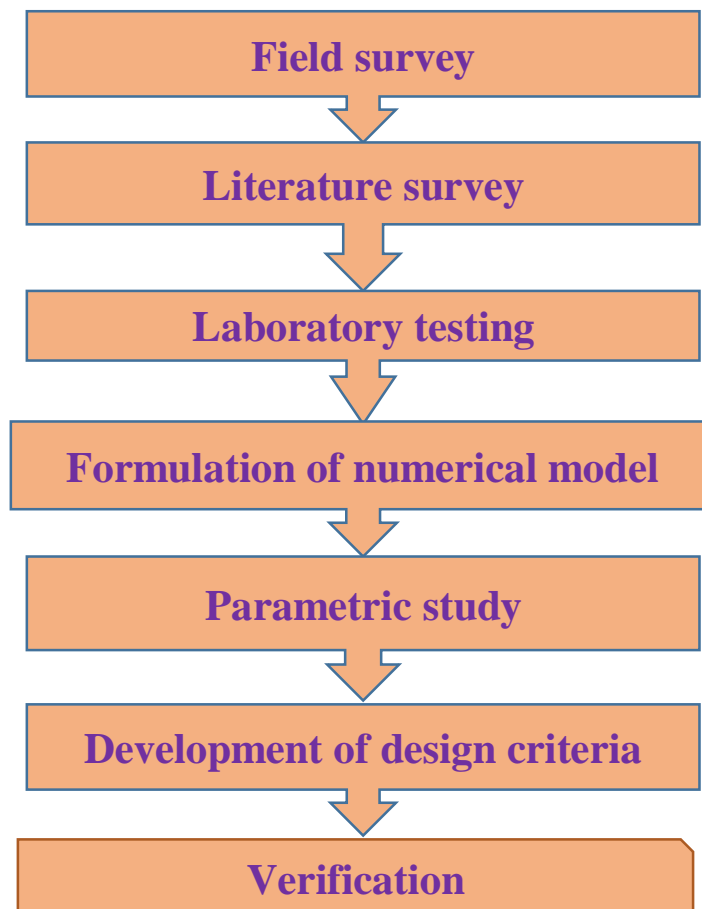 Field survey
Literature survey
Laboratory testing
Formulation of numerical model
Parametric study
Development of design criteria
Verification